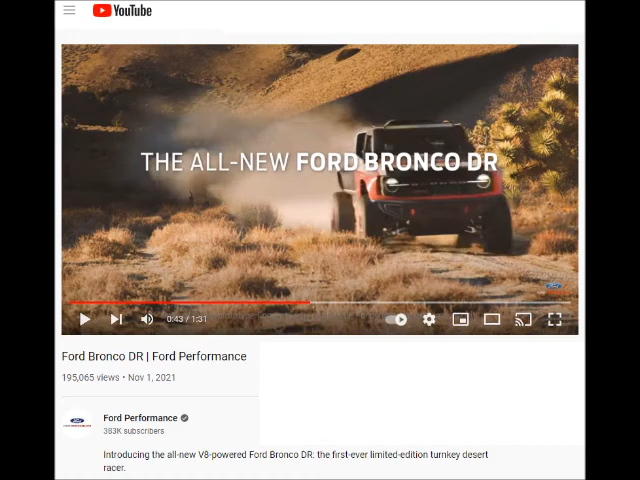 YouTube
THE ALL-NEW FORD BRONCO DR
Ford
0:43 / 1:31
Ford Bronco DR | Ford Performance
195,065 views • Nov 1, 2021
Ford Performance
383K subscribers
Introducing the all-new V8-powered Ford Bronco DR: the first-ever limited-edition turnkey desert
racer.